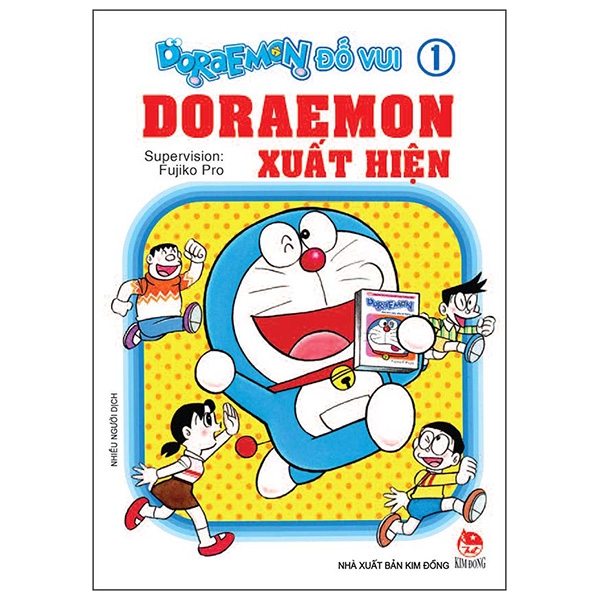 DORAEMON ĐỐ VUI 1
DORAEMON
XUẤT HIỆN
Supervision:
Fujiko Pro
DORAEMON
NHIỀU NGƯỜI DỊCH
NHÀ XUẤT BẢN KIM ĐỒNG
KIM ĐỒNG